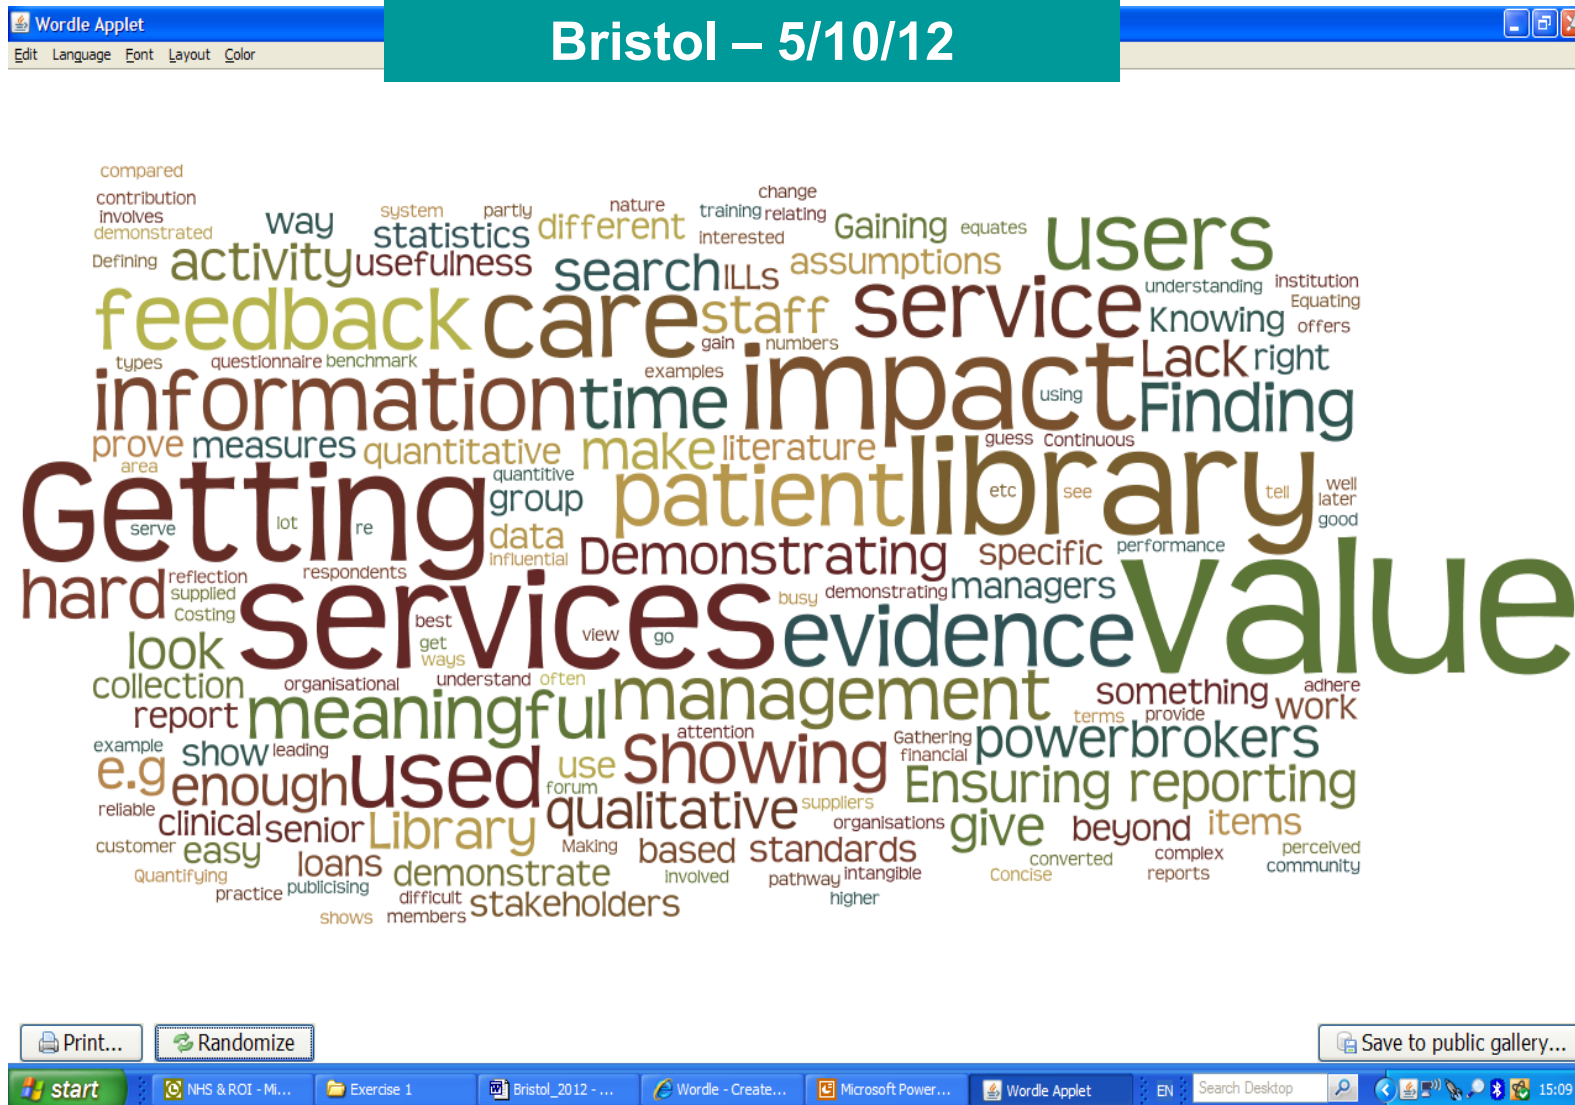 Wordle Applet
Bristol – 5/10/12
Edit Language Font Layout Color
compared
contribution
involves
demonstrated
way
system
partly
nature
change
training relating
statistics
different
interested
Gaining
equates
users
Defining
activity
usefulness
search
ILLs
assumptions
service
understanding
institution
Equating
feedback
care
staff
Knowing
offers
gain
numbers
types
questionnaire
benchmark
information
time
examples
impact
using
Lack
right
Finding
prove
measures
quantitative
make
literature
guess
Continuous
area
Getting
quantitive
group
patient
library
etc
see
tell
well
later
good
serve
lot
re
data
influential
Demonstrating
specific
performance
value
hard
reflection
supplied
Costing
respondents
services
best
get
ways
view
go
busy
demonstrating
managers
evidence
look
collection
organisational
understand
often
management
something
adhere
report
meaningful
attention
terms
provide
work
example
show
leading
Showing
Gathering
financial
powerbrokers
e.g
enough
used
use
forum
Ensuring
reporting
reliable
clinical
senior
Library
qualitative
suppliers
organisations
give
beyond
items
customer
easy
loans
Making
based
standards
converted
complex
perceived
community
Quantifying
demonstrate
involved
pathway
intangible
Concise
reports
practice
publicising
difficult
stakeholders
higher
shows
members
Print...
Randomize
Save to public gallery...
start
NHS & ROI - Mi...
Exercise 1
Bristol_2012 - ...
Wordle - Create...
Microsoft Power...
Wordle Applet
EN
Search Desktop
15:09